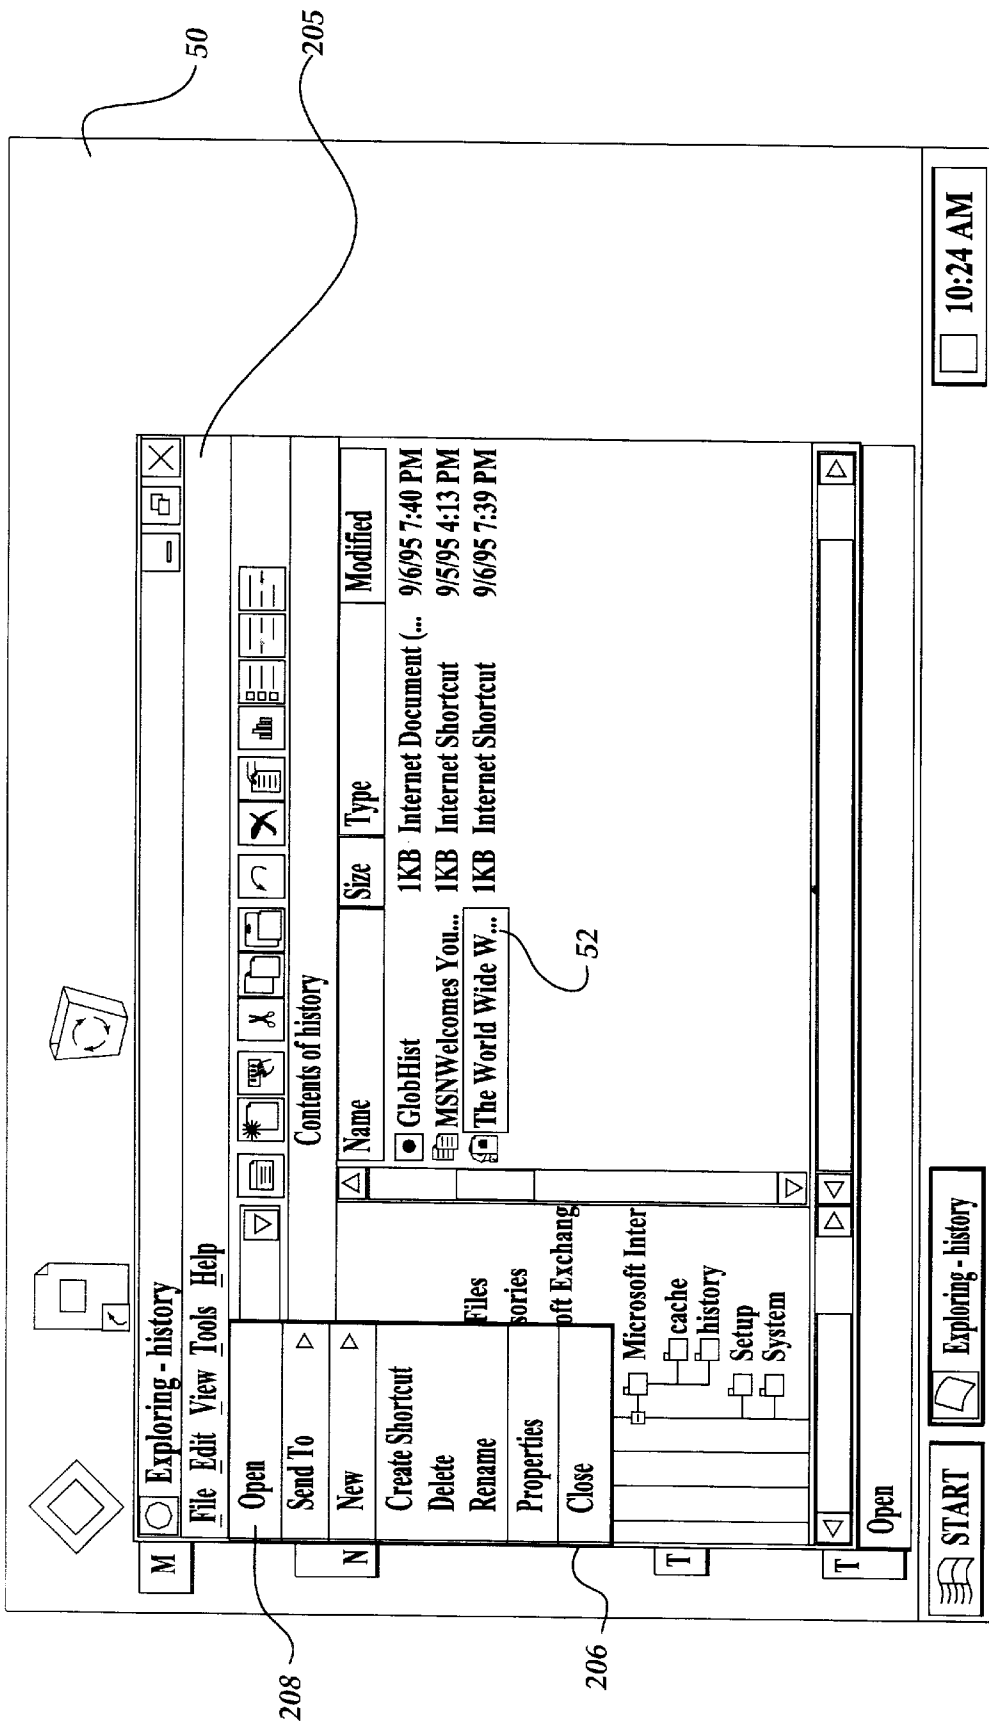 50
205
Exploring - history
File Edit View Tools Help
Contents of history
Open
Send To
New
Create Shortcut
Delete
Rename
Properties
Close
Files
sories
oft Exchang
Microsoft Inter
cache
history
Setup
System
Name Size Type Modified
GlobHist 1KB Internet Document (... 9/6/95 7:40 PM
MSNWelcomes You... 1KB Internet Shortcut 9/5/95 4:13 PM
The World Wide W... 1KB Internet Shortcut 9/6/95 7:39 PM
52
M
N
T
T
208
206
Open
START
Exploring - history
10:24 AM